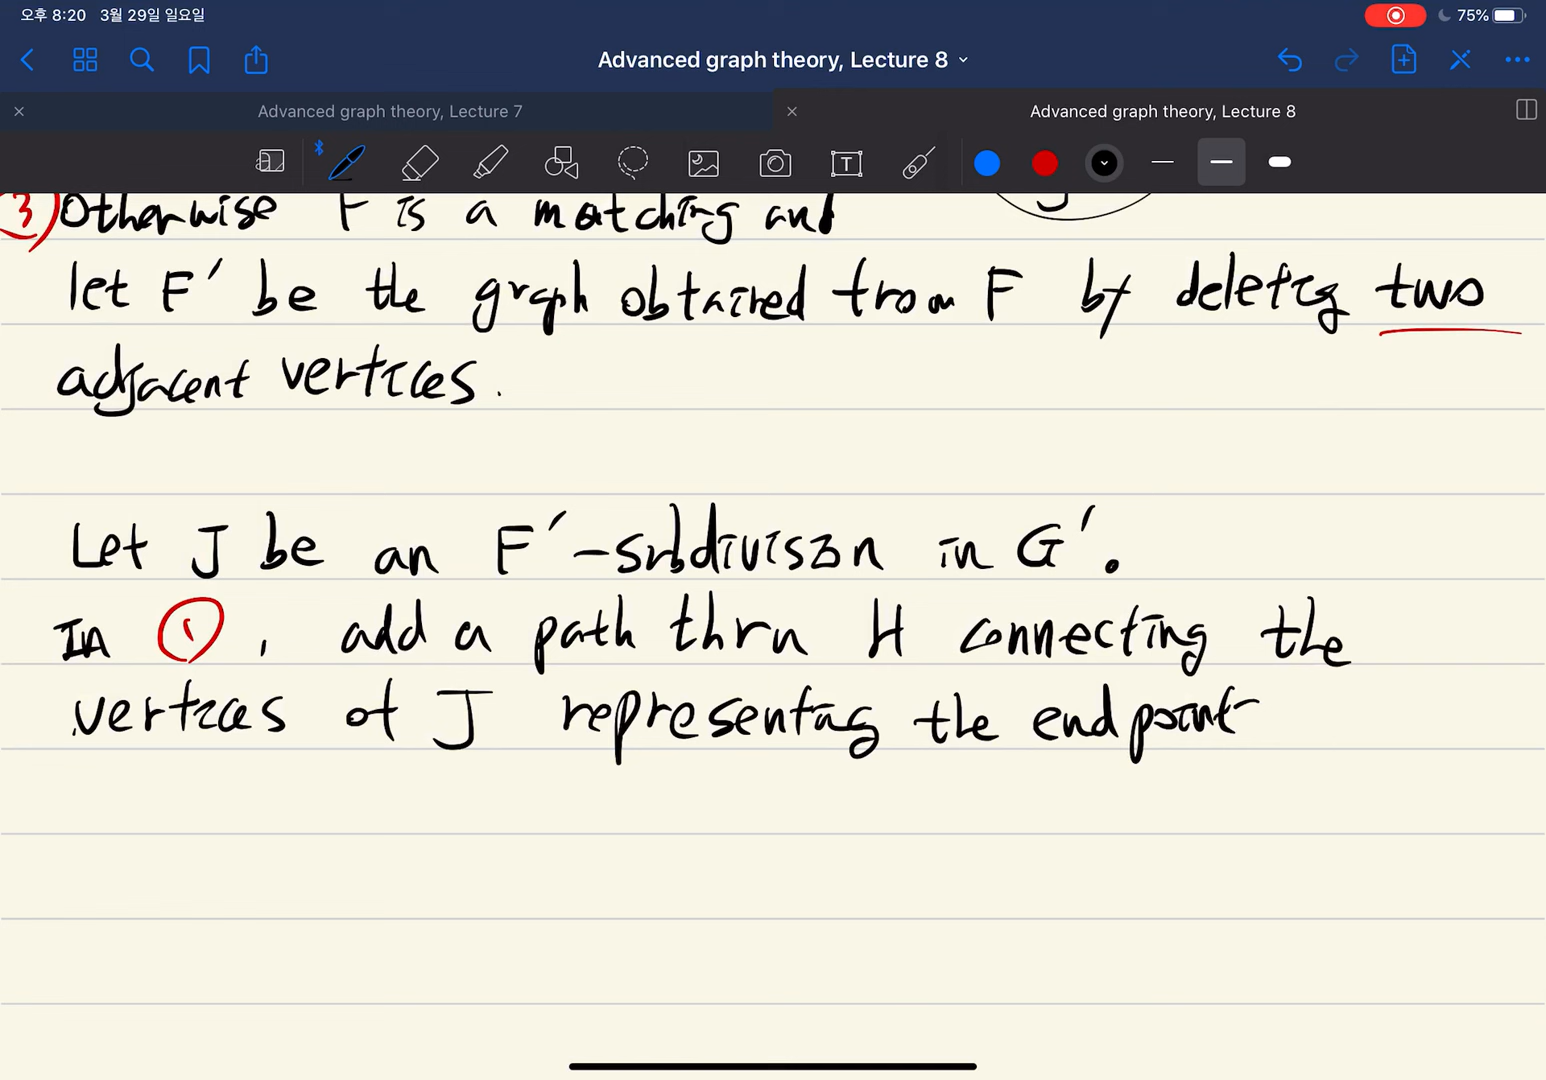 오후 8:20 3월 29일 일요일
75%
Advanced graph theory, Lecture 8
Advanced graph theory, Lecture 7
Advanced graph theory, Lecture 8
3) Otherwise F is a matching and
let F' be the graph obtained from F by deleting two
adjacent vertices.
Let J be an F'-subdivison in G'.
In ①, add a path thru H connecting the
vertices of J representing the endpoint